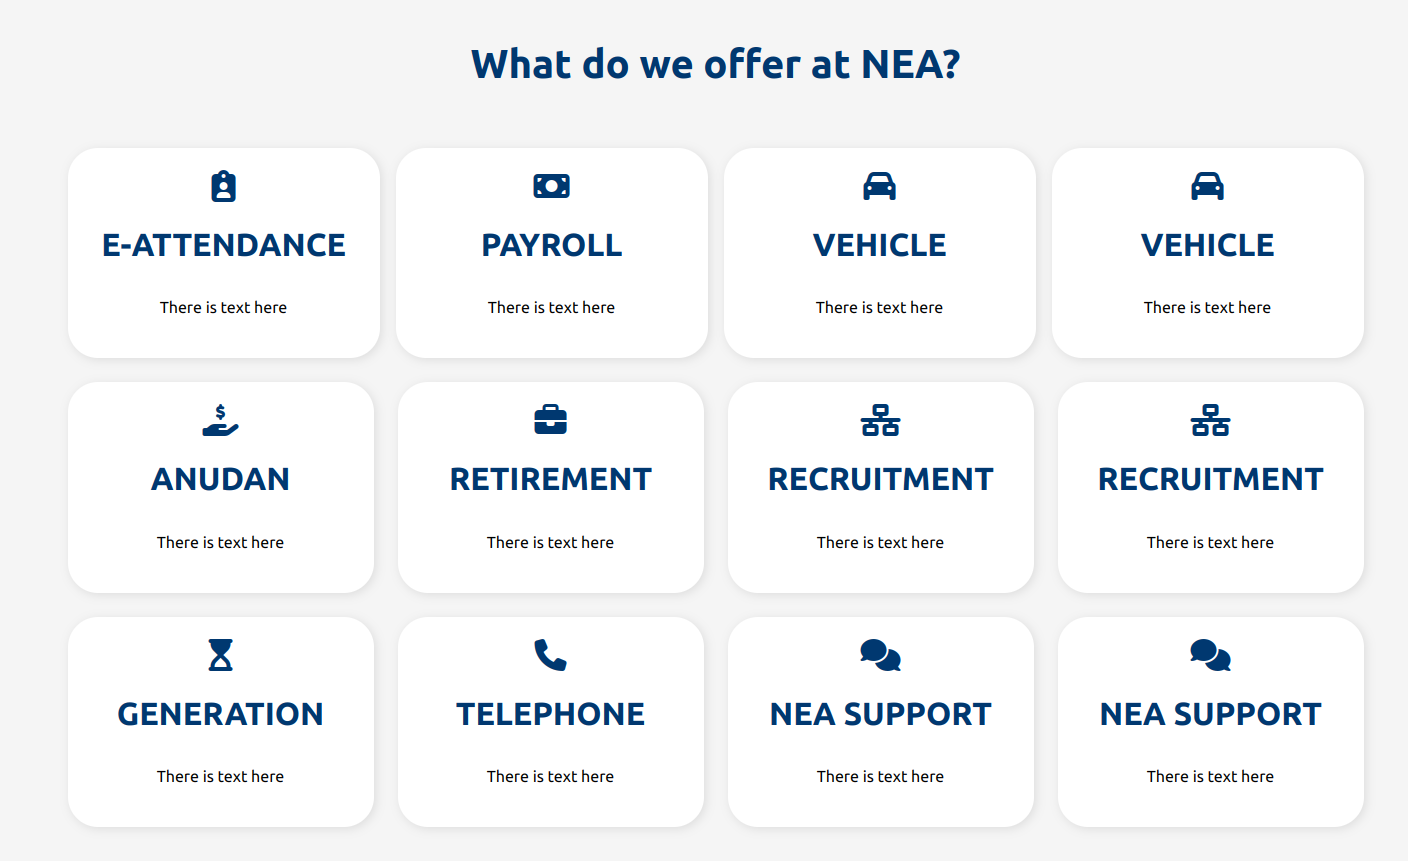 What do we offer at NEA?
E-ATTENDANCE
There is text here
PAYROLL
There is text here
VEHICLE
There is text here
VEHICLE
There is text here
ANUDAN
There is text here
RETIREMENT
There is text here
RECRUITMENT
There is text here
RECRUITMENT
There is text here
GENERATION
There is text here
TELEPHONE
There is text here
NEA SUPPORT
There is text here
NEA SUPPORT
There is text here